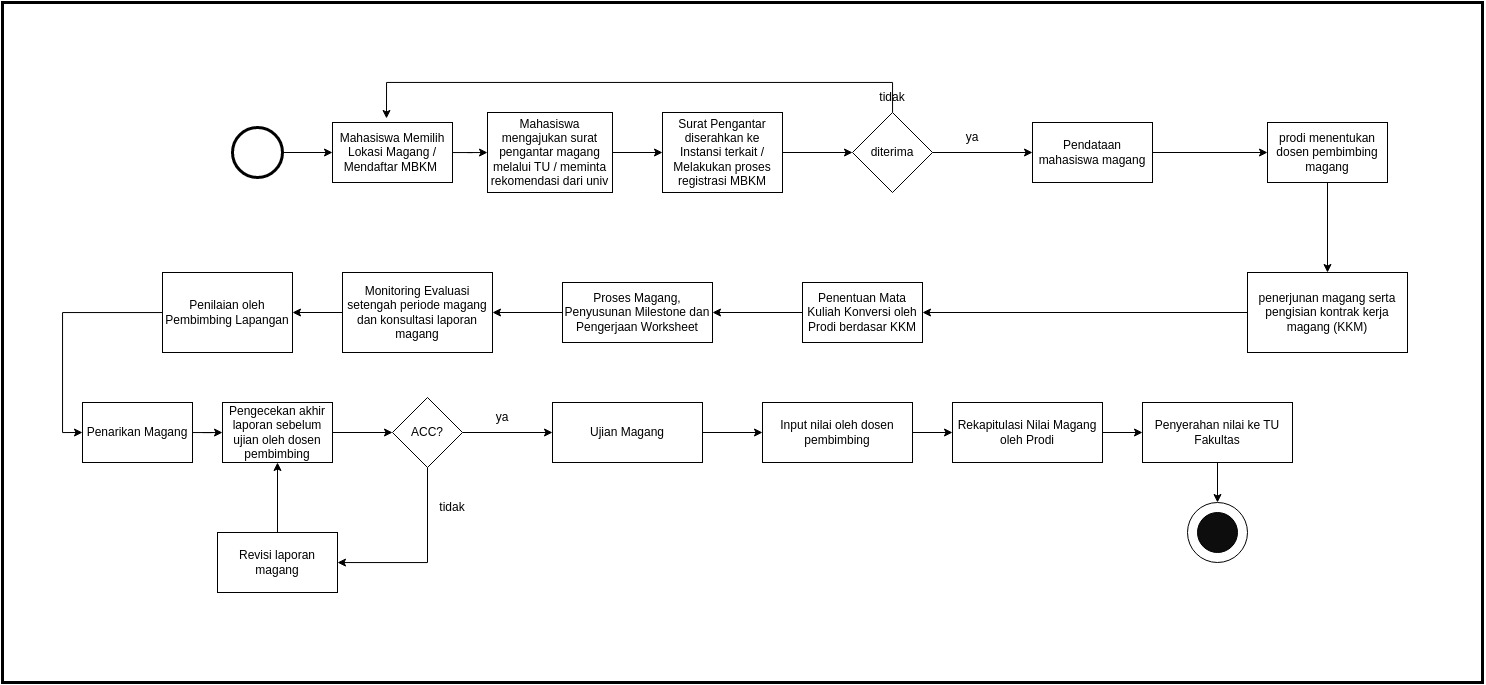 tidak
Mahasiswa Memilih
Lokasi Magang /
Mendaftar MBKM
Mahasiswa
mengajukan surat
pengantar magang
melalui TU / meminta
rekomendasi dari univ
Surat Pengantar
diserahkan ke
Instansi terkait /
Melakukan proses
registrasi MBKM
diterima
ya
Pendataan
mahasiswa magang
prodi menentukan
dosen pembimbing
magang
penerjunan magang serta
pengisian kontrak kerja
magang (KKM)
Penentuan Mata
Kuliah Konversi oleh
Prodi berdasar KKM
Proses Magang,
Penyusunan Milestone dan
Pengerjaan Worksheet
Monitoring Evaluasi
setengah periode magang
dan konsultasi laporan
magang
Penilaian oleh
Pembimbing Lapangan
Penarikan Magang
Pengecekan akhir
laporan sebelum
ujian oleh dosen
pembimbing
ACC?
ya
Ujian Magang
Input nilai oleh dosen
pembimbing
Rekapitulasi Nilai Magang
oleh Prodi
Penyerahan nilai ke TU
Fakultas
tidak
Revisi laporan
magang